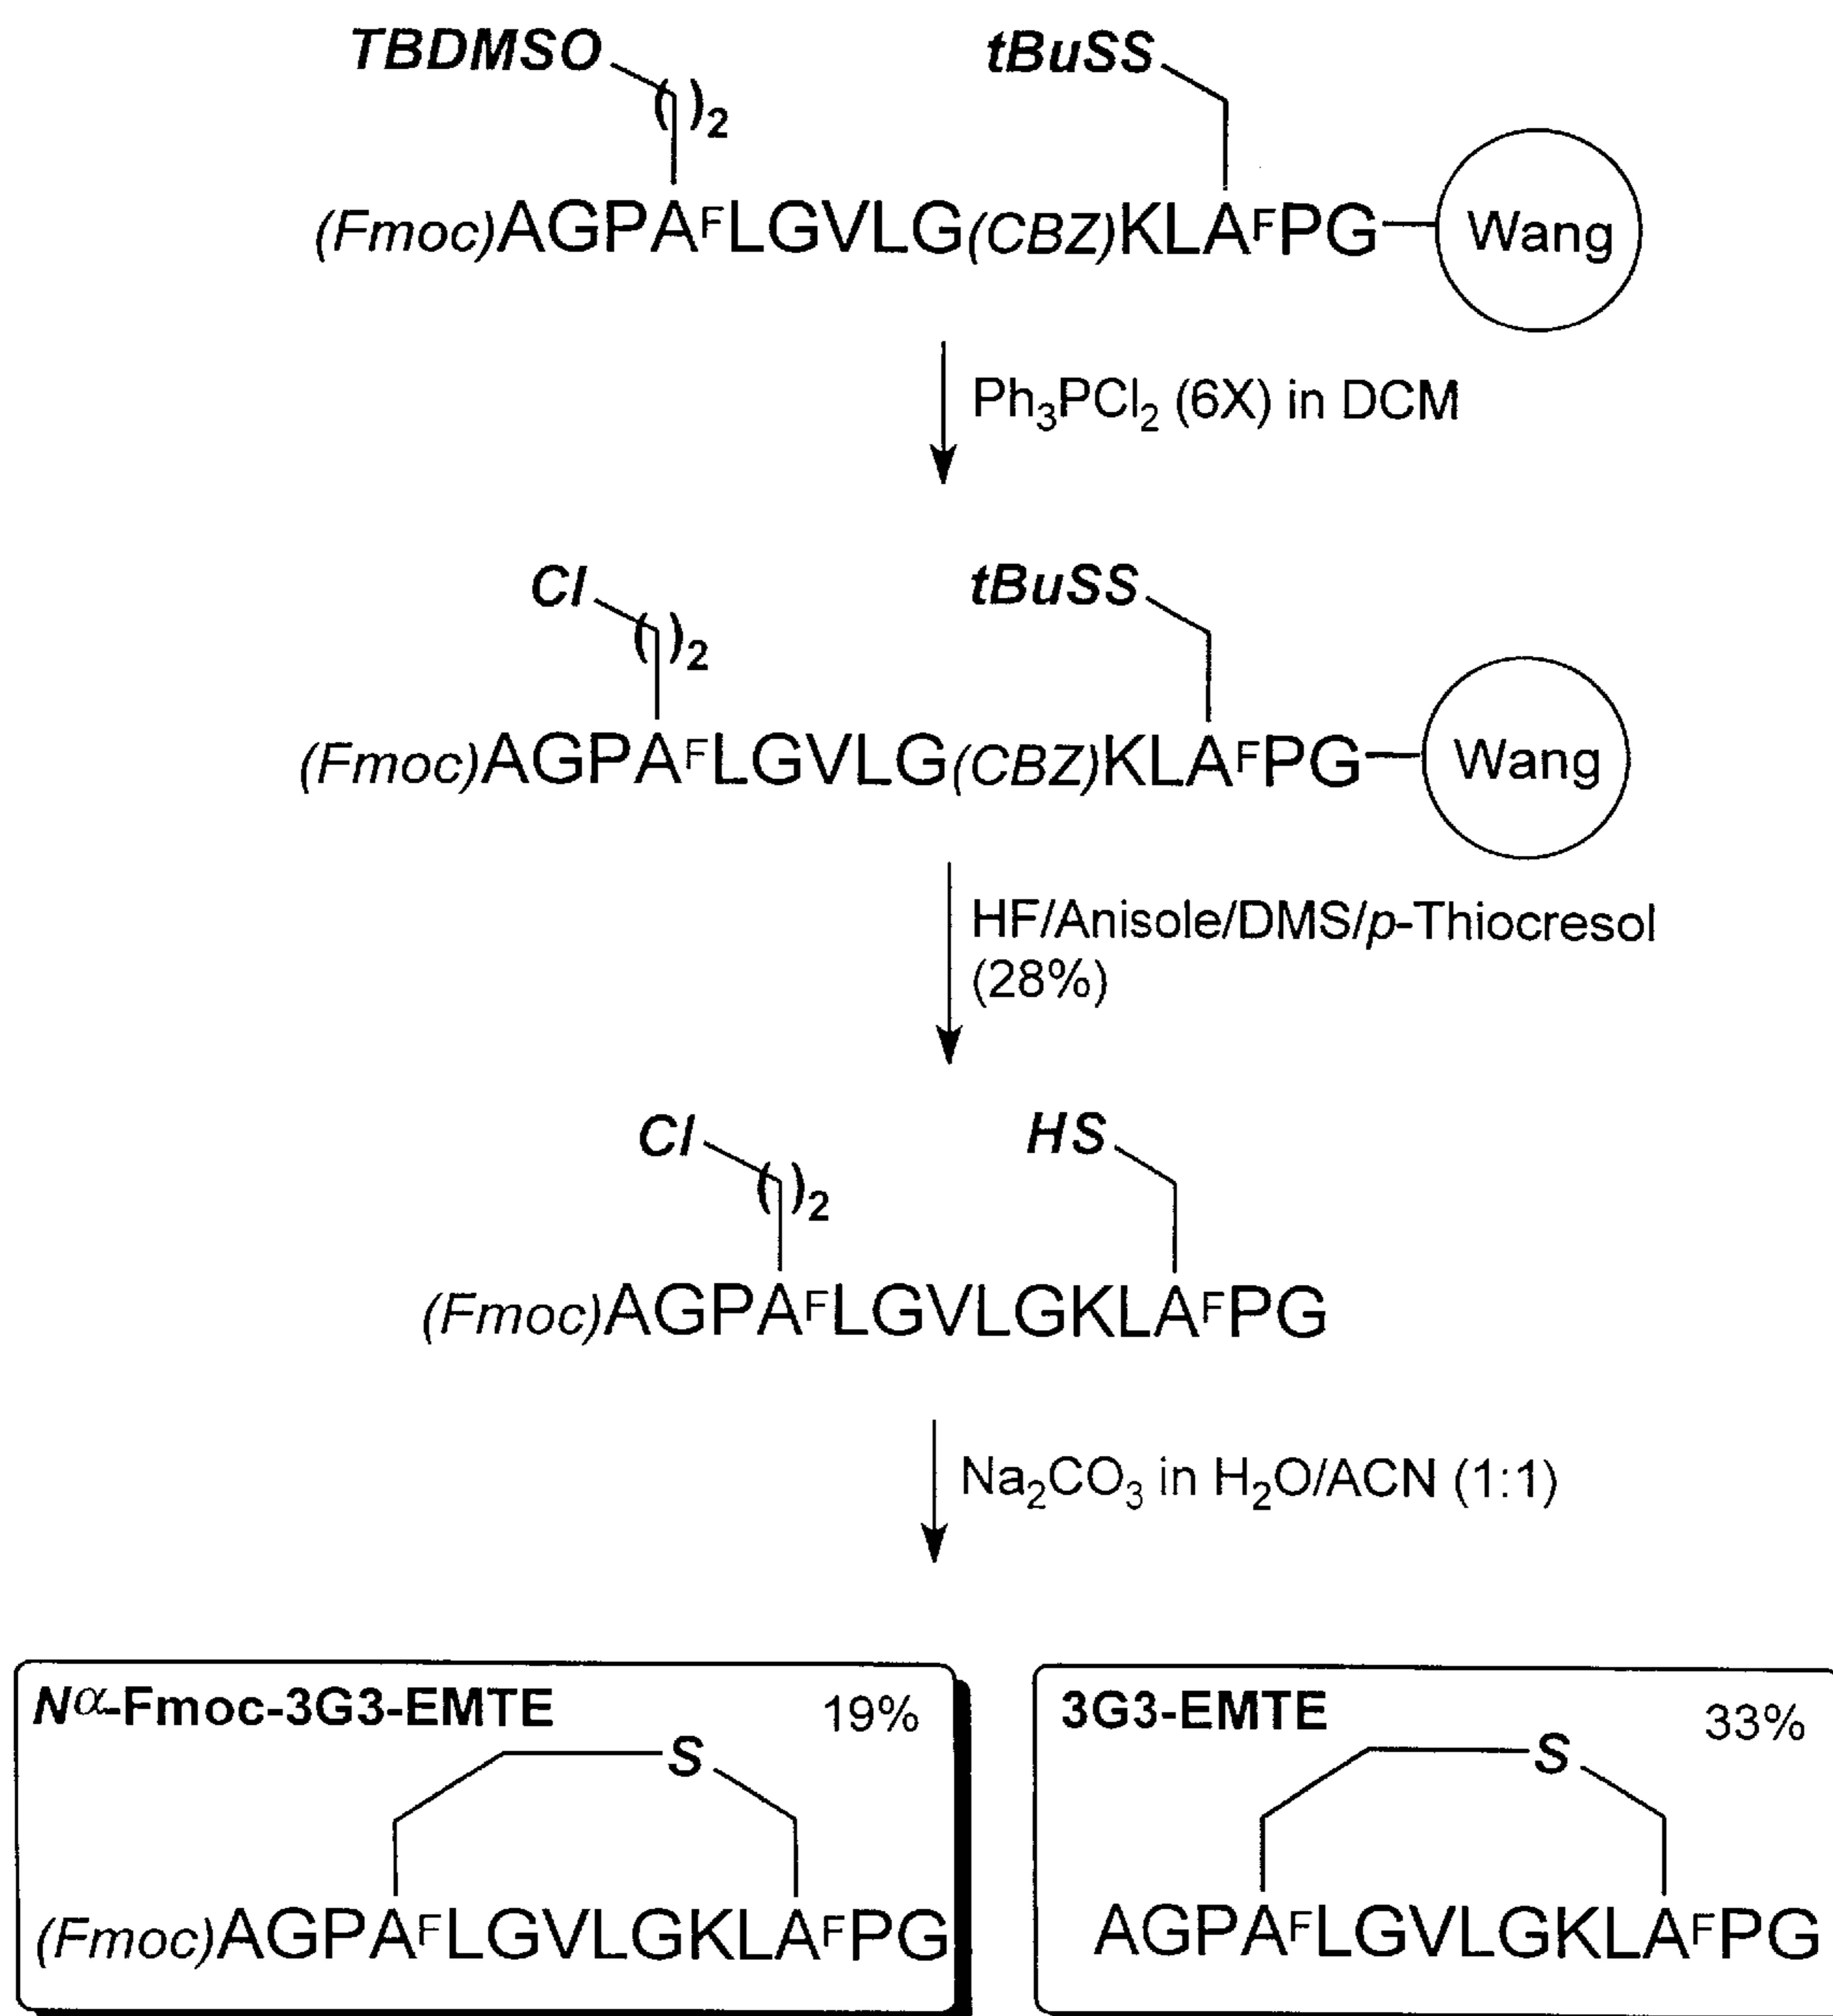 TBDMSO tBuSS
( )2
(Fmoc)AGPAFLGVLG(CBZ)KLAFPG Wang
Ph3PCl2 (6X) in DCM
Cl tBuSS
( )2
(Fmoc)AGPAFLGVLG(CBZ)KLAFPG Wang
HF/Anisole/DMS/p-Thiocresol
(28%)
Cl HS
( )2
(Fmoc)AGPAFLGVLGKLAFPG
Na2CO3 in H2O/ACN (1:1)
Nα-Fmoc-3G3-EMTE 19%
S
(Fmoc)AGPAFLGVLGKLAFPG
3G3-EMTE 33%
S
AGPAFLGVLGKLAFPG